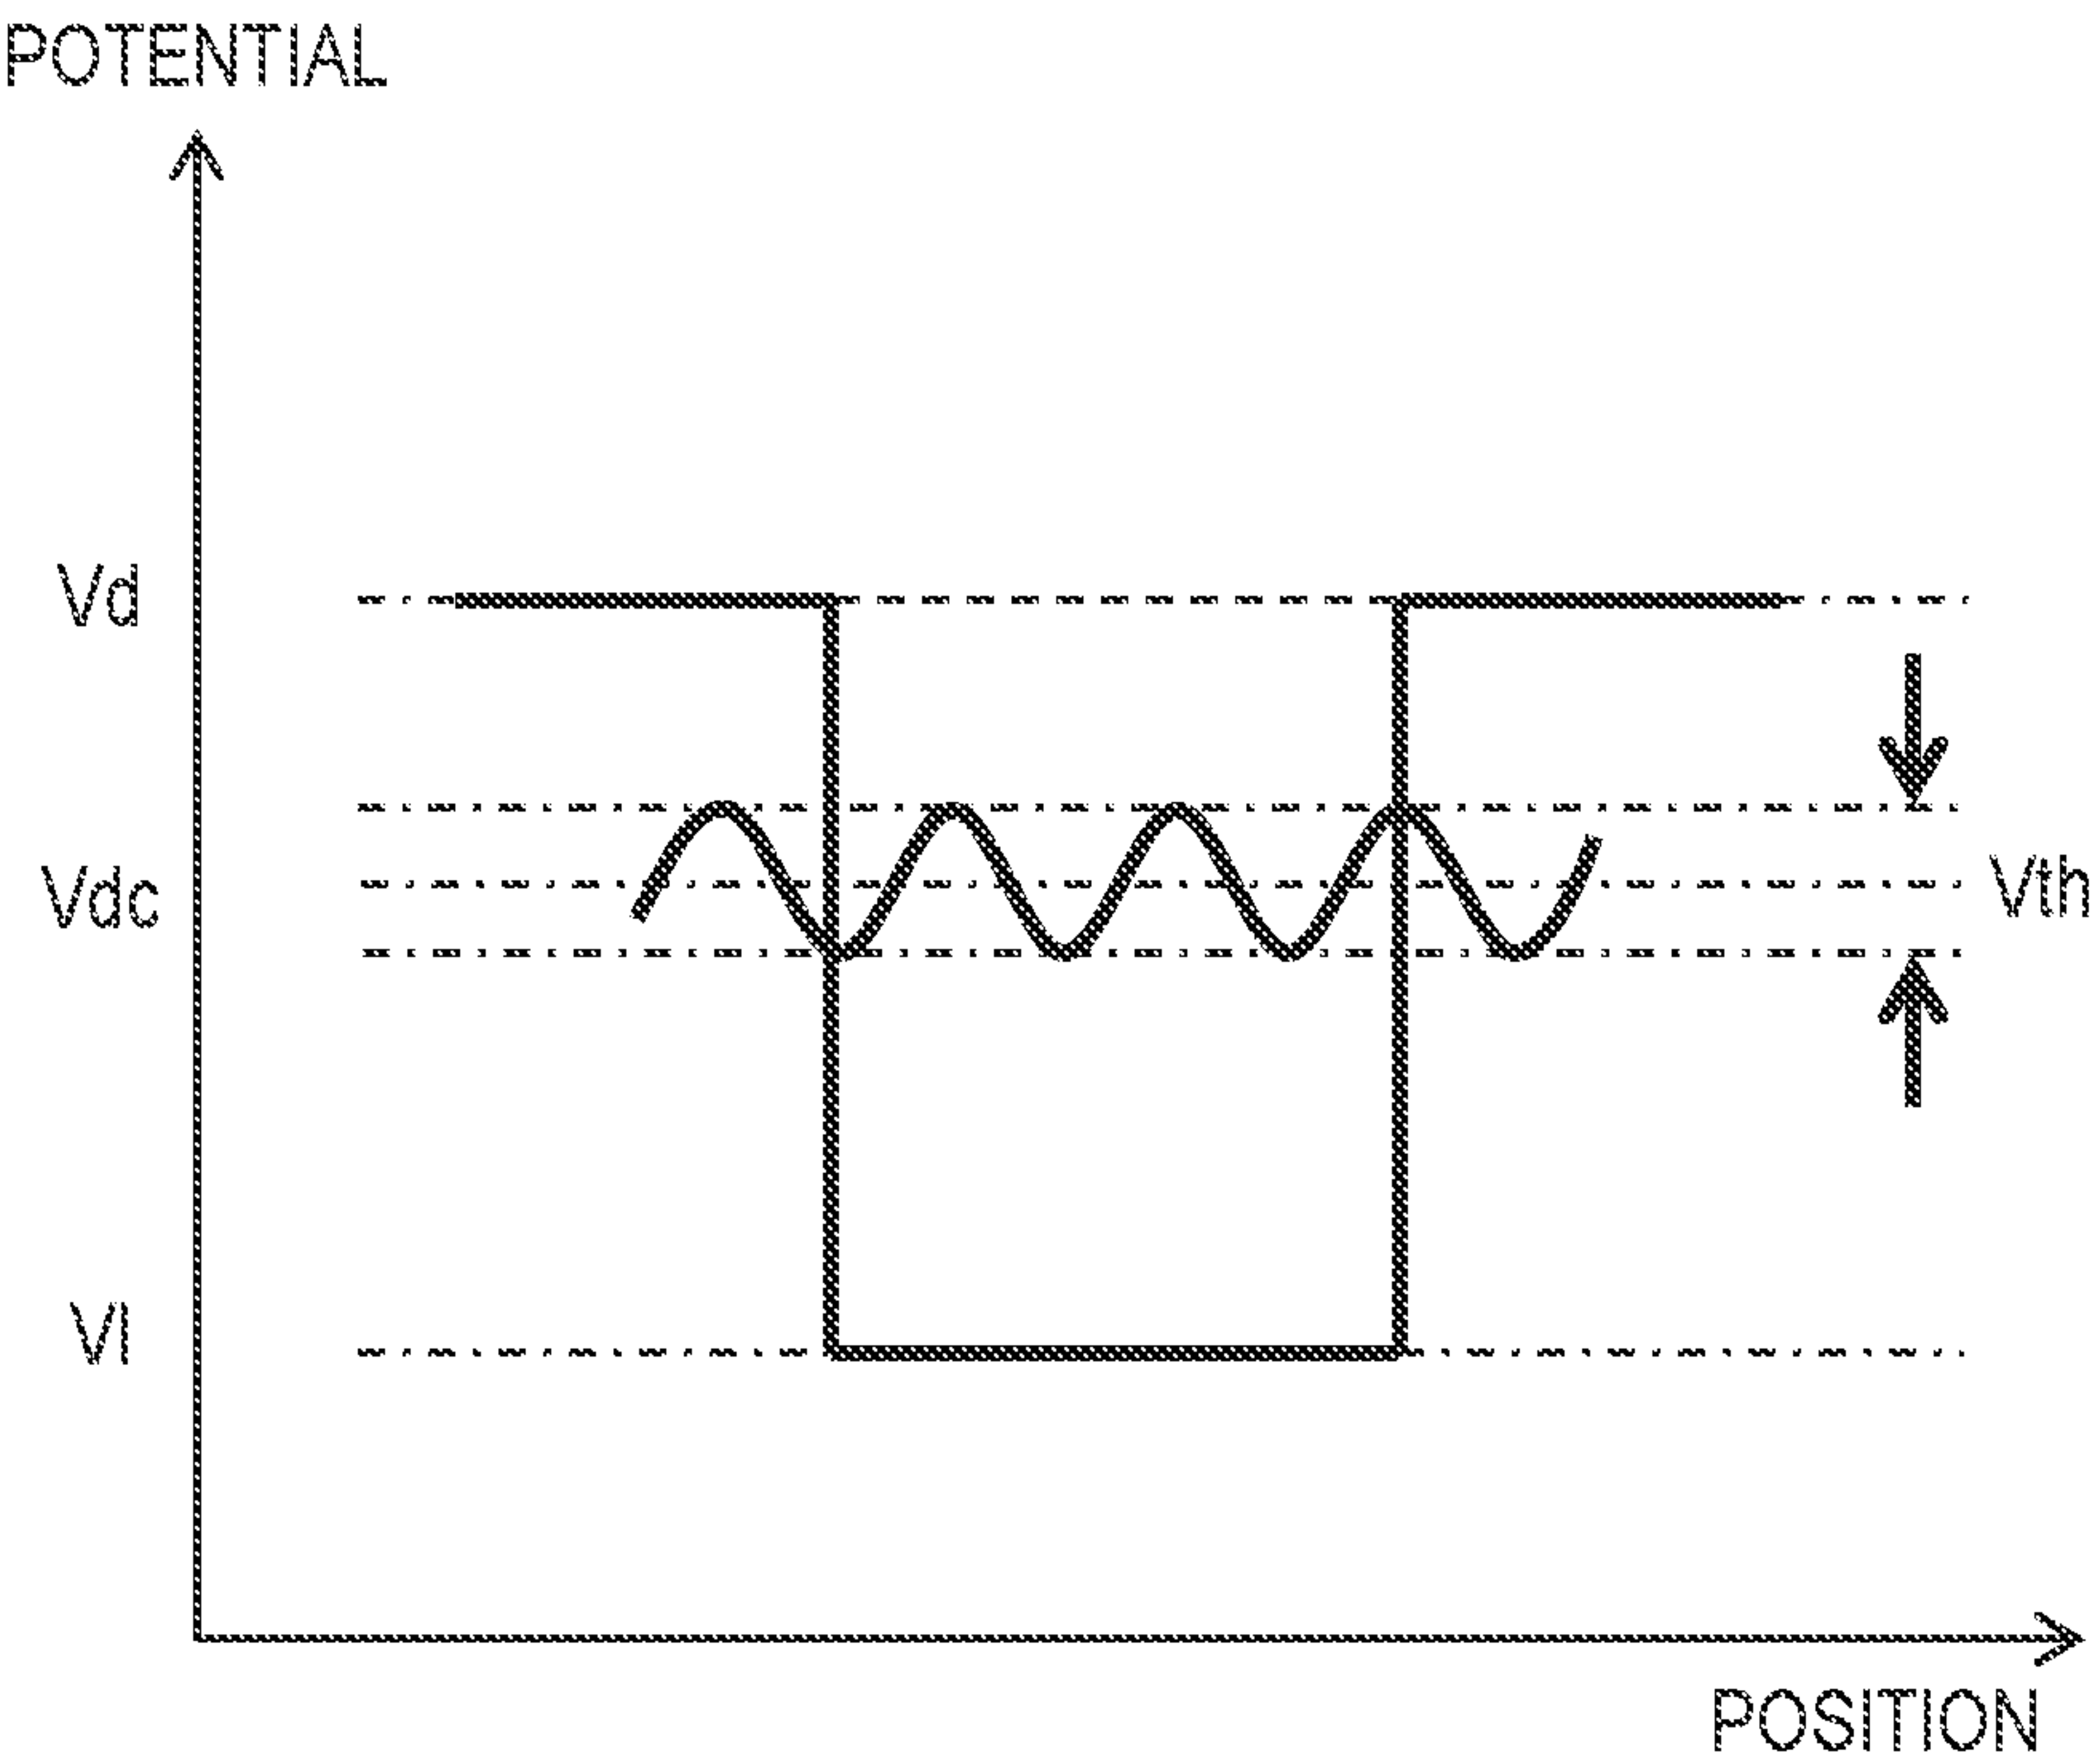 POTENTIAL
Vd
Vdc
Vth
Vl
POSITION